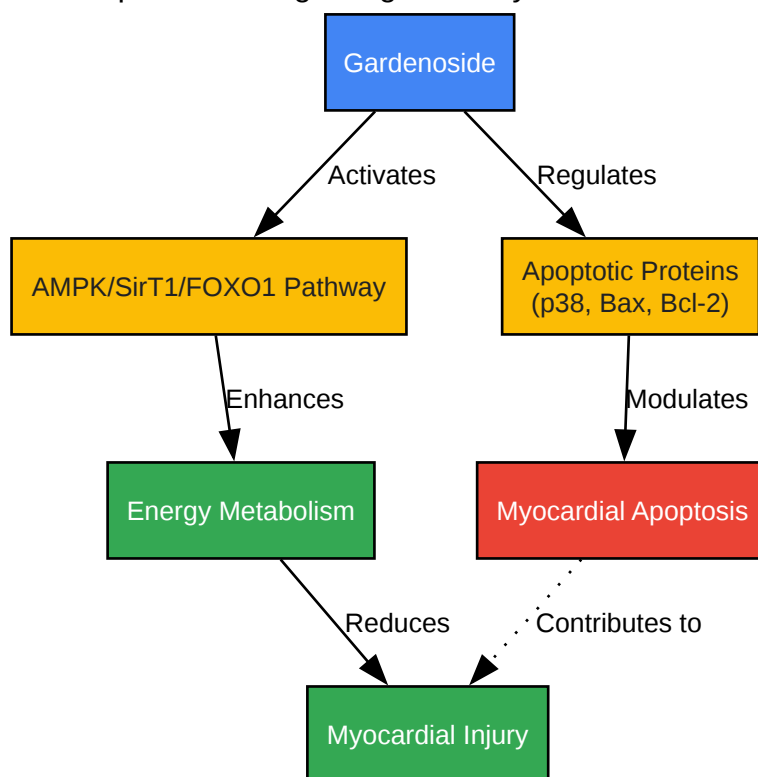 Gardenoside
Activates
Regulates
AMPK/SirT1/FOXO1 Pathway
Apoptotic Proteins
(p38, Bax, Bcl-2)
Enhances
Modulates
Energy Metabolism
Myocardial Apoptosis
Reduces
Contributes to
Myocardial Injury